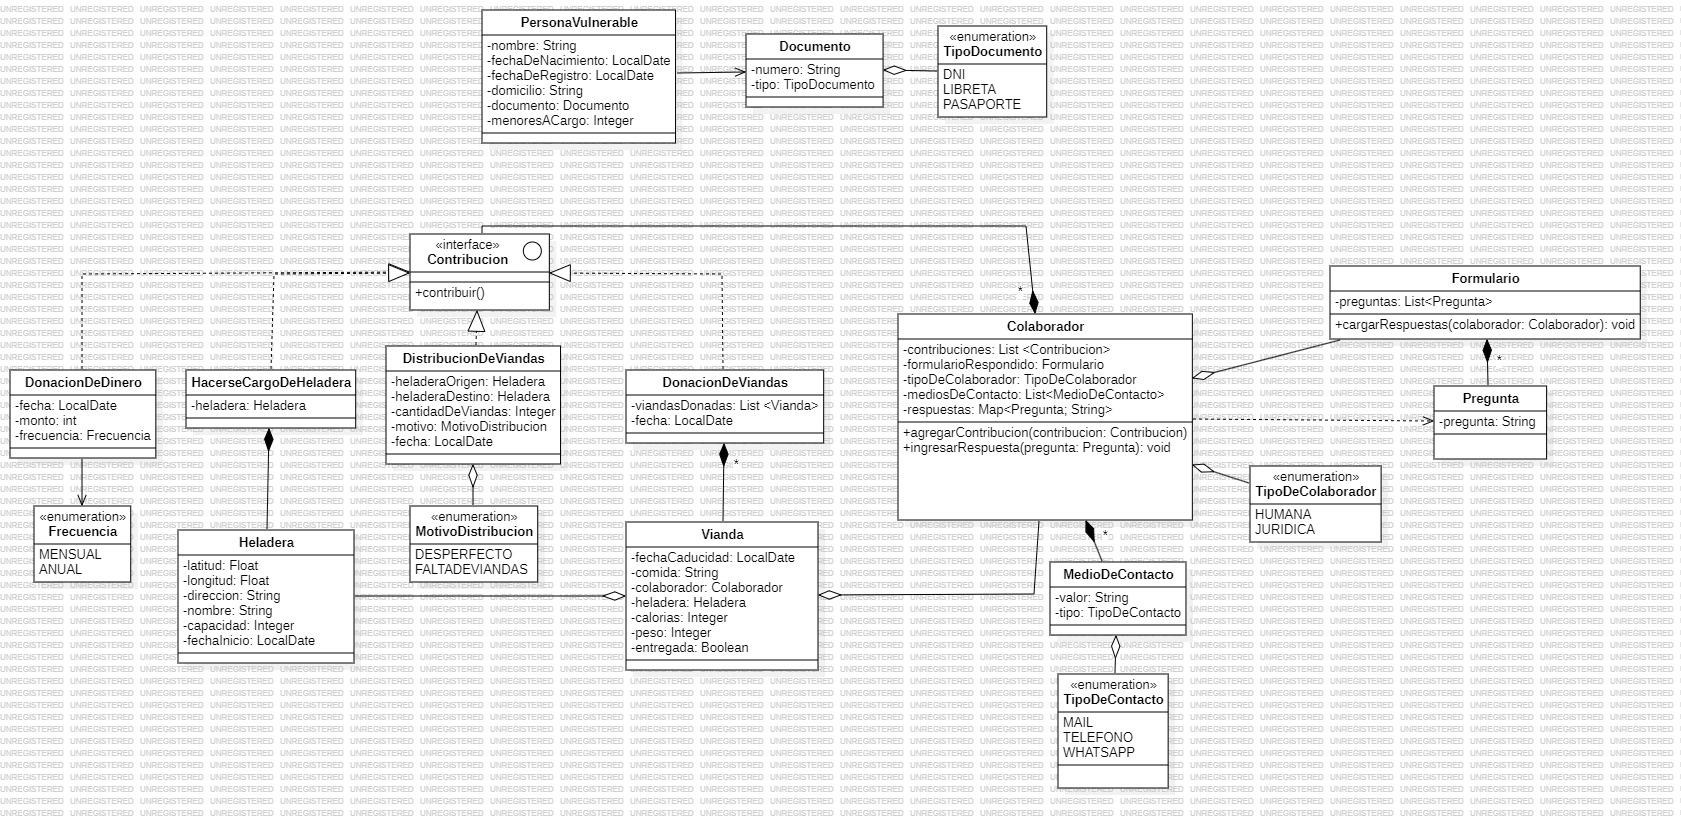 PersonaVulnerable
-nombre: String
-fechaDeNacimiento: LocalDate
-fechaDeRegistro: LocalDate
-domicilio: String
-documento: Documento
-menoresACargo: Integer
Documento
-numero: String
-tipo: TipoDocumento
«enumeration»
TipoDocumento
DNI
LIBRETA
PASAPORTE
«interface»
Contribucion
+contribuir()
*
Colaborador
-contribuciones: List <Contribucion>
-formularioRespondido: Formulario
-tipoDeColaborador: TipoDeColaborador
-mediosDeContacto: List<MedioDeContacto>
-respuestas: Map<Pregunta; String>
+agregarContribucion(contribucion: Contribucion)
+ingresarRespuesta(pregunta: Pregunta): void
Formulario
-preguntas: List<Pregunta>
+cargarRespuestas(colaborador: Colaborador): void
*
Pregunta
-pregunta: String
DonacionDeDinero
-fecha: LocalDate
-monto: int
-frecuencia: Frecuencia
HacerseCargoDeHeladera
-heladera: Heladera
DistribucionDeViandas
-heladeraOrigen: Heladera
-heladeraDestino: Heladera
-cantidadDeViandas: Integer
-motivo: MotivoDistribucion
-fecha: LocalDate
DonacionDeViandas
-viandasDonadas: List <Vianda>
-fecha: LocalDate
*
«enumeration»
TipoDeColaborador
HUMANA
JURIDICA
«enumeration»
Frecuencia
MENSUAL
ANUAL
Heladera
-latitud: Float
-longitud: Float
-direccion: String
-nombre: String
-capacidad: Integer
-fechaInicio: LocalDate
«enumeration»
MotivoDistribucion
DESPERFECTO
FALTADEVIANDAS
Vianda
-fechaCaducidad: LocalDate
-comida: String
-colaborador: Colaborador
-heladera: Heladera
-calorias: Integer
-peso: Integer
-entregada: Boolean
*
MedioDeContacto
-valor: String
-tipo: TipoDeContacto
«enumeration»
TipoDeContacto
MAIL
TELEFONO
WHATSAPP
UNREGISTERED